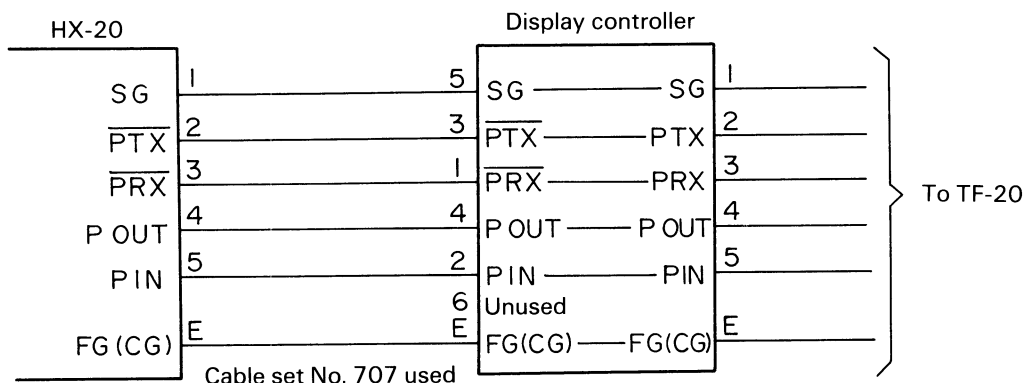 HX-20
Display controller
SG 1 5 SG SG 1
PTX 2 3 PTX PTX 2
PRX 3 1 PRX PRX 3
P OUT 4 4 P OUT P OUT 4
PIN 5 2 PIN PIN 5
To TF-20
6 Unused
FG(CG) E E FG(CG) FG(CG) E
Cable set No. 707 used